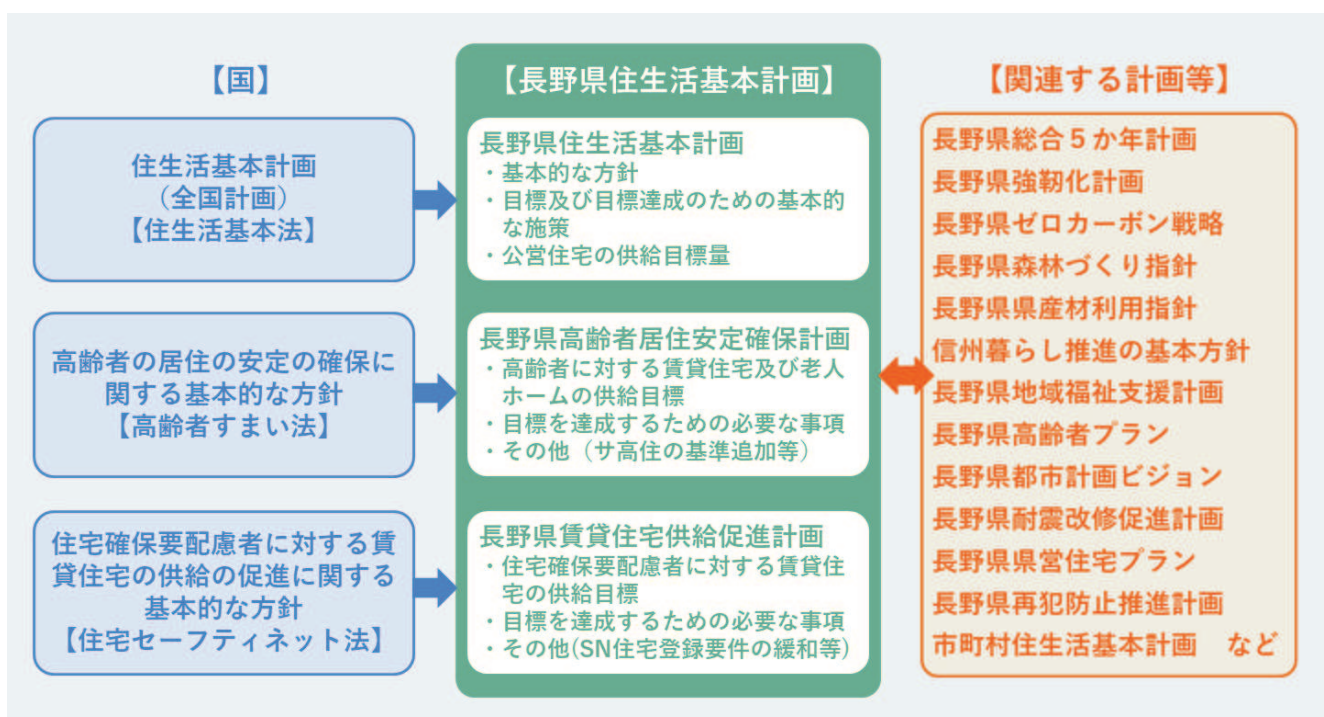 【国】
住生活基本計画
（全国計画）
【住生活基本法】
高齢者の居住の安定の確保に
関する基本的な方針
【高齢者すまい法】
住宅確保要配慮者に対する賃
貸住宅の供給の促進に関する
基本的な方針
【住宅セーフティネット法】
【長野県住生活基本計画】
長野県住生活基本計画
・基本的な方針
・目標及び目標達成のための基本的
な施策
・公営住宅の供給目標量
長野県高齢者居住安定確保計画
・高齢者に対する賃貸住宅及び老人
ホームの供給目標
・目標を達成するための必要な事項
・その他（サ高住の基準追加等）
長野県賃貸住宅供給促進計画
・住宅確保要配慮者に対する賃貸住
宅の供給目標
・目標を達成するための必要な事項
・その他(SN住宅登録要件の緩和等)
【関連する計画等】
長野県総合５か年計画
長野県強靭化計画
長野県ゼロカーボン戦略
長野県森林づくり指針
長野県県産材利用指針
信州暮らし推進の基本方針
長野県地域福祉支援計画
長野県高齢者プラン
長野県都市計画ビジョン
長野県耐震改修促進計画
長野県県営住宅プラン
長野県再犯防止推進計画
市町村住生活基本計画　など